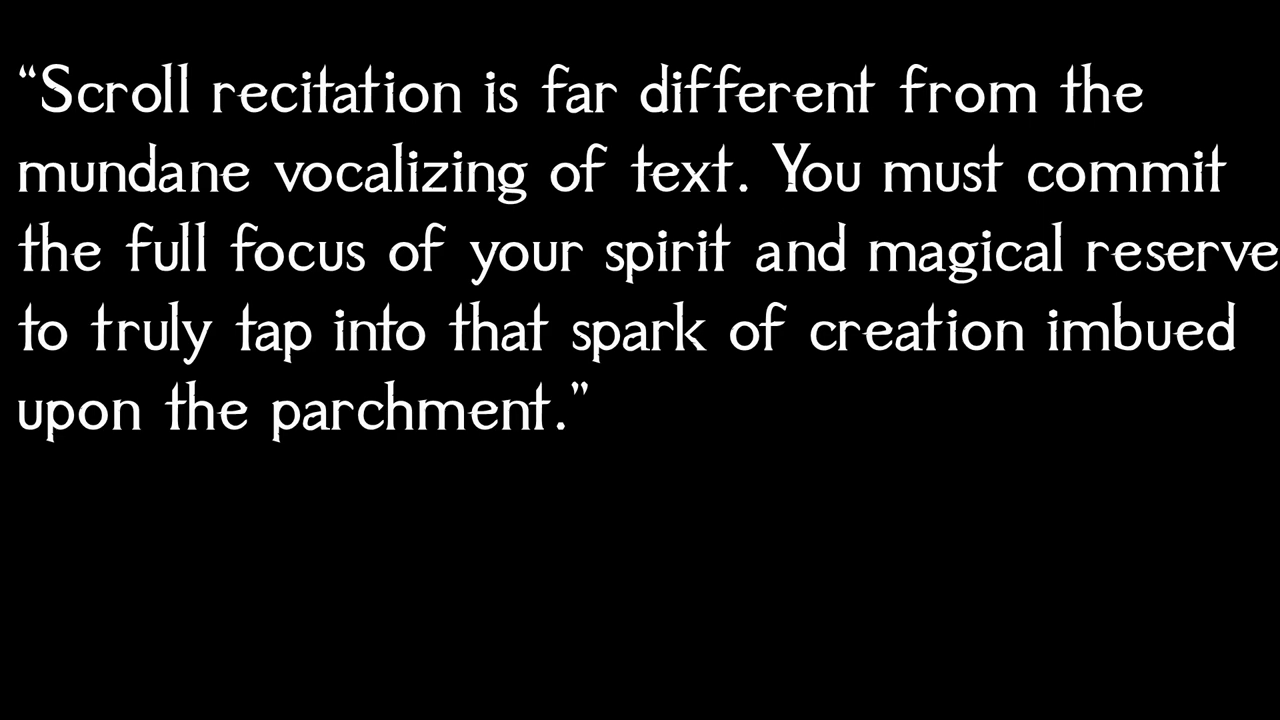 “Scroll recitation is far different from the
mundane vocalizing of text. You must commit
the full focus of your spirit and magical reserve
to truly tap into that spark of creation imbued
upon the parchment.”